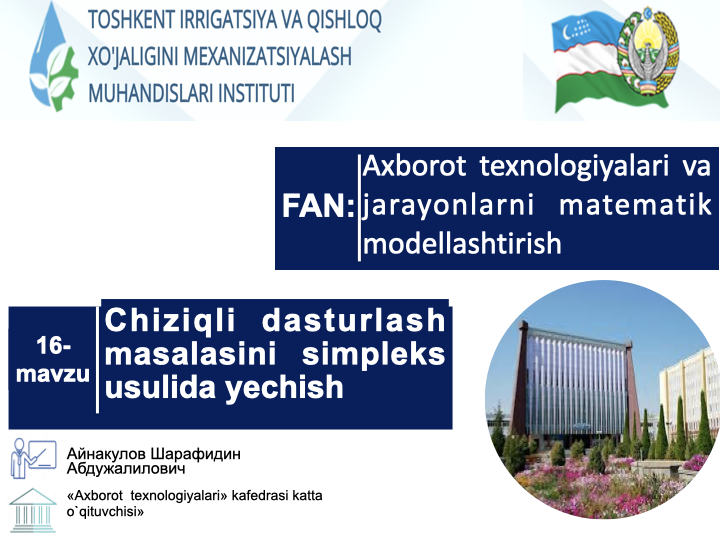 TOSHKENT IRRIGATSIYA VA QISHLOQ
XO'JALIGINI MEXANIZATSIYALASH
MUHANDISLARI INSTITUTI
FAN:
Axborot texnologiyalari va
jarayonlarni matematik
modellashtirish
16-
mavzu
Chiziqli dasturlash
masalasini simpleks
usulida yechish
Айнакулов Шарафидин
Абдужалилович
«Axborot texnologiyalari» kafedrasi katta
o`qituvchisi»